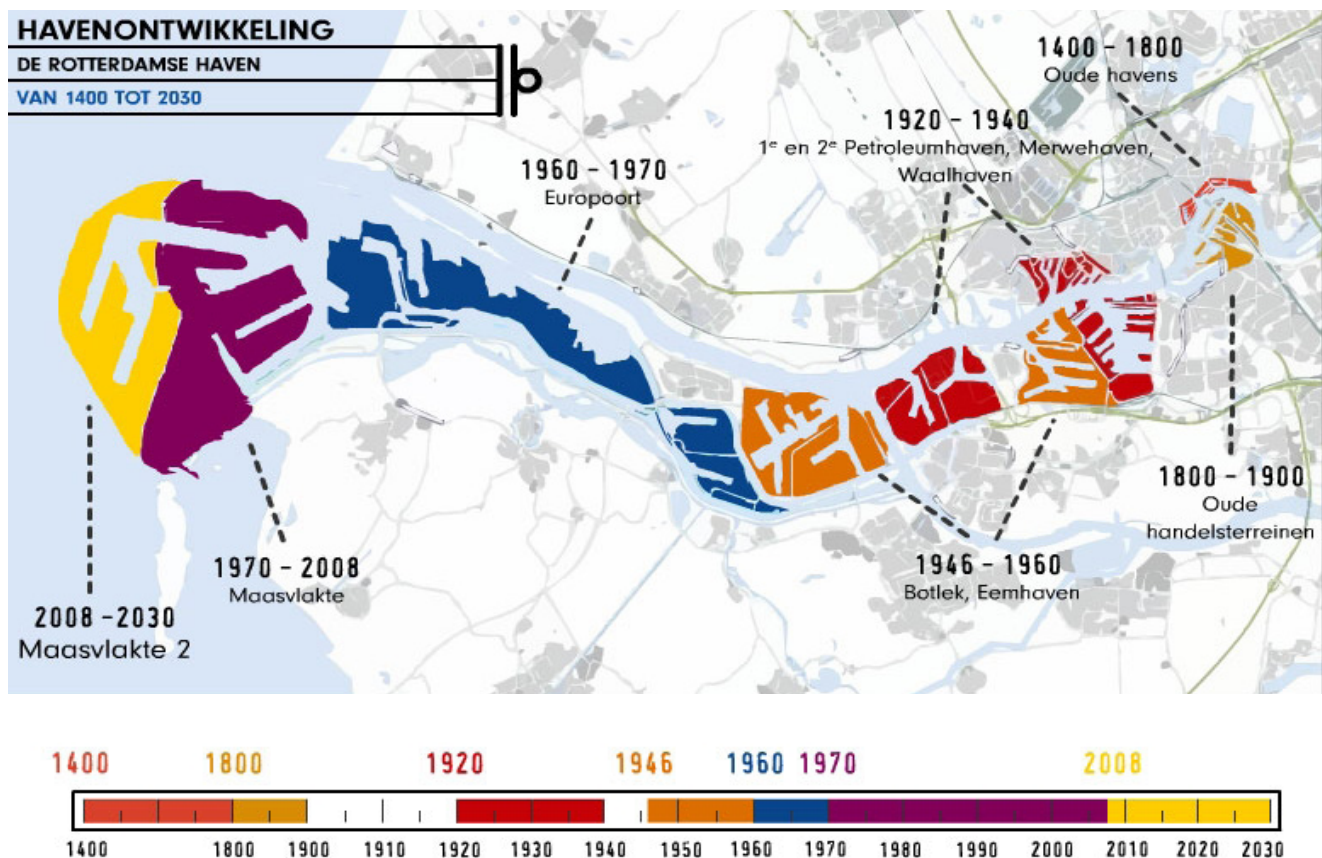 HAVENONTWIKKELING
DE ROTTERDAMSE HAVEN
VAN 1400 TOT 2030
1400 – 1800
Oude havens
1920 – 1940
1e en 2e Petroleumhaven, Merwehaven,
Waalhaven
1960 – 1970
Europoort
1800 – 1900
Oude
handelsterreinen
1946 – 1960
Botlek, Eemhaven
1970 – 2008
Maasvlakte
2008 –2030
Maasvlakte 2
1400 1800 1920 1946 1960 1970 2008
1400 1800 1900 1910 1920 1930 1940 1950 1960 1970 1980 1990 2000 2010 2020 2030